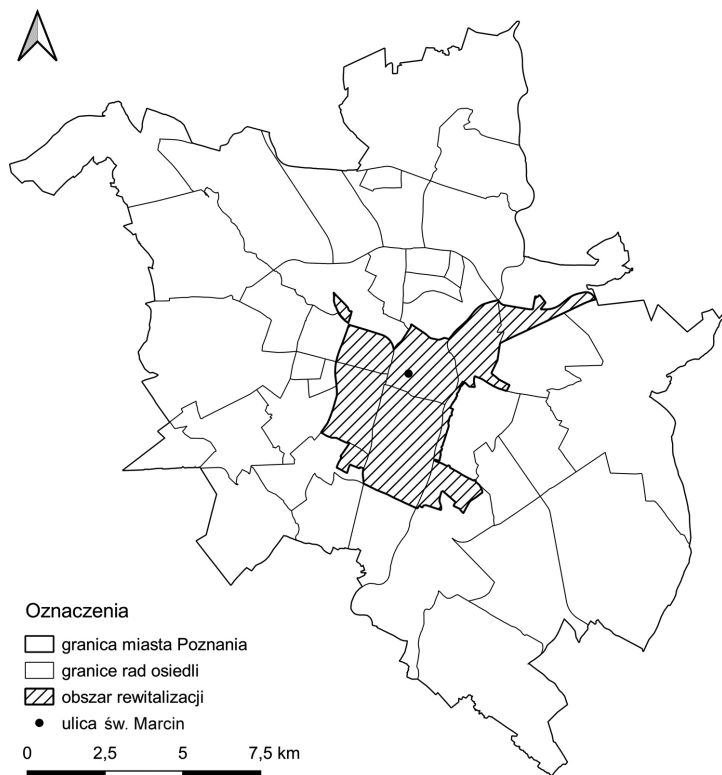 Oznaczenia
granica miasta Poznania
granice rad osiedli
obszar rewitalizacji
ulica św. Marcin
0 2,5 5 7,5 km